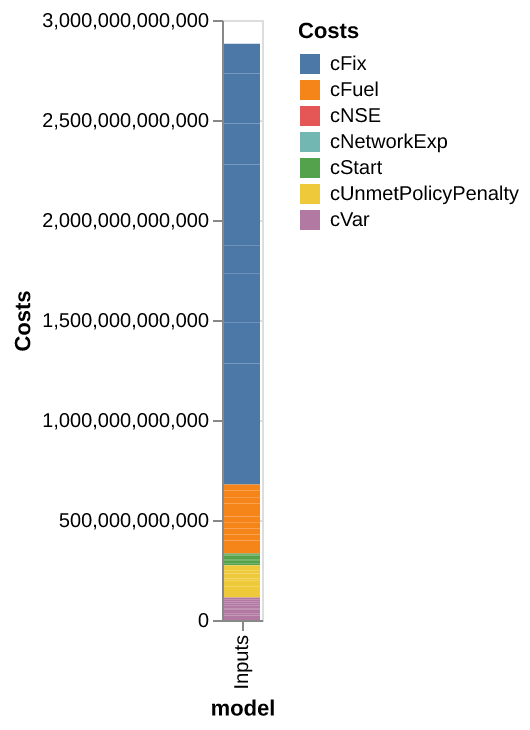 3,000,000,000,000
2,500,000,000,000
2,000,000,000,000
1,500,000,000,000
1,000,000,000,000
500,000,000,000
0
Costs
Inputs
model
Costs
cFix
cFuel
cNSE
cNetworkExp
cStart
cUnmetPolicyPenalty
cVar